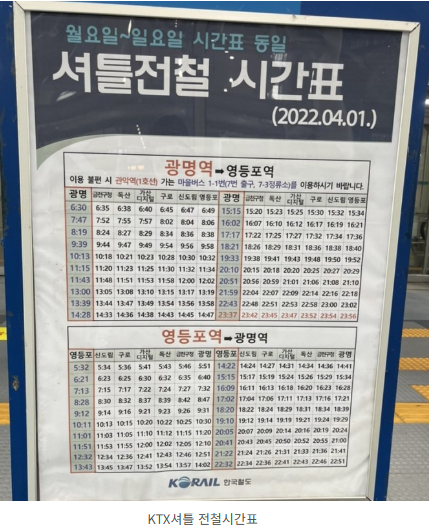 월요일~일요일 시간표 동일
셔틀전철 시간표
(2022.04.01.)
광명역➡영등포역
이용 불편 시 관악역(1호선) 가는 마을버스 1-1번(7번 출구, 7-3정류소)를 이용하시기 바랍니다.
광명 금천구청 독산 가산디지털 구로 신도림 영등포 광명 금천구청 독산 가산디지털 구로 신도림 영등포
6:30 6:35 6:38 6:40 6:45 6:47 6:49 15:15 15:20 15:23 15:25 15:30 15:32 15:34
7:47 7:52 7:55 7:57 8:02 8:04 8:06 16:02 16:07 16:10 16:12 16:17 16:19 16:21
8:19 8:24 8:27 8:29 8:34 8:36 8:38 17:17 17:22 17:25 17:27 17:32 17:34 17:36
9:39 9:44 9:47 9:49 9:54 9:56 9:58 18:21 18:26 18:29 18:31 18:36 18:38 18:40
10:13 10:18 10:21 10:23 10:28 10:30 10:32 19:33 19:38 19:41 19:43 19:48 19:50 19:52
11:15 11:20 11:23 11:25 11:30 11:32 11:34 20:10 20:15 20:18 20:20 20:25 20:27 20:29
11:43 11:48 11:51 11:53 11:58 12:00 12:02 20:51 20:56 20:59 21:01 21:06 21:08 21:10
13:00 13:05 13:08 13:10 13:15 13:17 13:19 21:59 22:04 22:07 22:09 22:14 22:16 22:18
13:39 13:44 13:47 13:49 13:54 13:56 13:58 22:43 22:48 22:51 22:53 22:58 23:00 23:02
14:28 14:33 14:36 14:38 14:43 14:45 14:47 23:37 23:42 23:45 23:47 23:52 23:54 23:56
영등포역➡광명역
영등포 신도림 구로 가산디지털 독산 금천구청 광명 영등포 신도림 구로 가산디지털 독산 금천구청 광명
5:32 5:34 5:36 5:41 5:43 5:46 5:51 14:22 14:24 14:27 14:31 14:34 14:36 14:41
6:21 6:23 6:25 6:30 6:32 6:35 6:40 15:15 15:17 15:19 15:24 15:26 15:29 15:34
7:13 7:15 7:17 7:22 7:24 7:27 7:32 16:09 16:11 16:13 16:18 16:20 16:23 16:28
8:28 8:30 8:32 8:37 8:39 8:42 8:47 17:02 17:04 17:06 17:11 17:13 17:16 17:21
9:12 9:14 9:16 9:21 9:23 9:26 9:31 18:20 18:22 18:24 18:29 18:31 18:34 18:39
10:11 10:13 10:15 10:20 10:22 10:25 10:30 19:10 19:12 19:14 19:19 19:21 19:24 19:29
11:01 11:03 11:05 11:10 11:12 11:15 11:20 20:05 20:07 20:09 20:14 20:16 20:19 20:24
11:51 11:53 11:55 12:00 12:02 12:05 12:10 20:41 20:43 20:45 20:50 20:52 20:55 21:00
12:32 12:34 12:36 12:41 12:43 12:46 12:51 21:22 21:24 21:26 21:31 21:33 21:36 21:41
13:43 13:45 13:47 13:52 13:54 13:57 14:02 22:32 22:34 22:36 22:41 22:43 22:46 22:51
KORAIL 한국철도
KTX셔틀 전철시간표